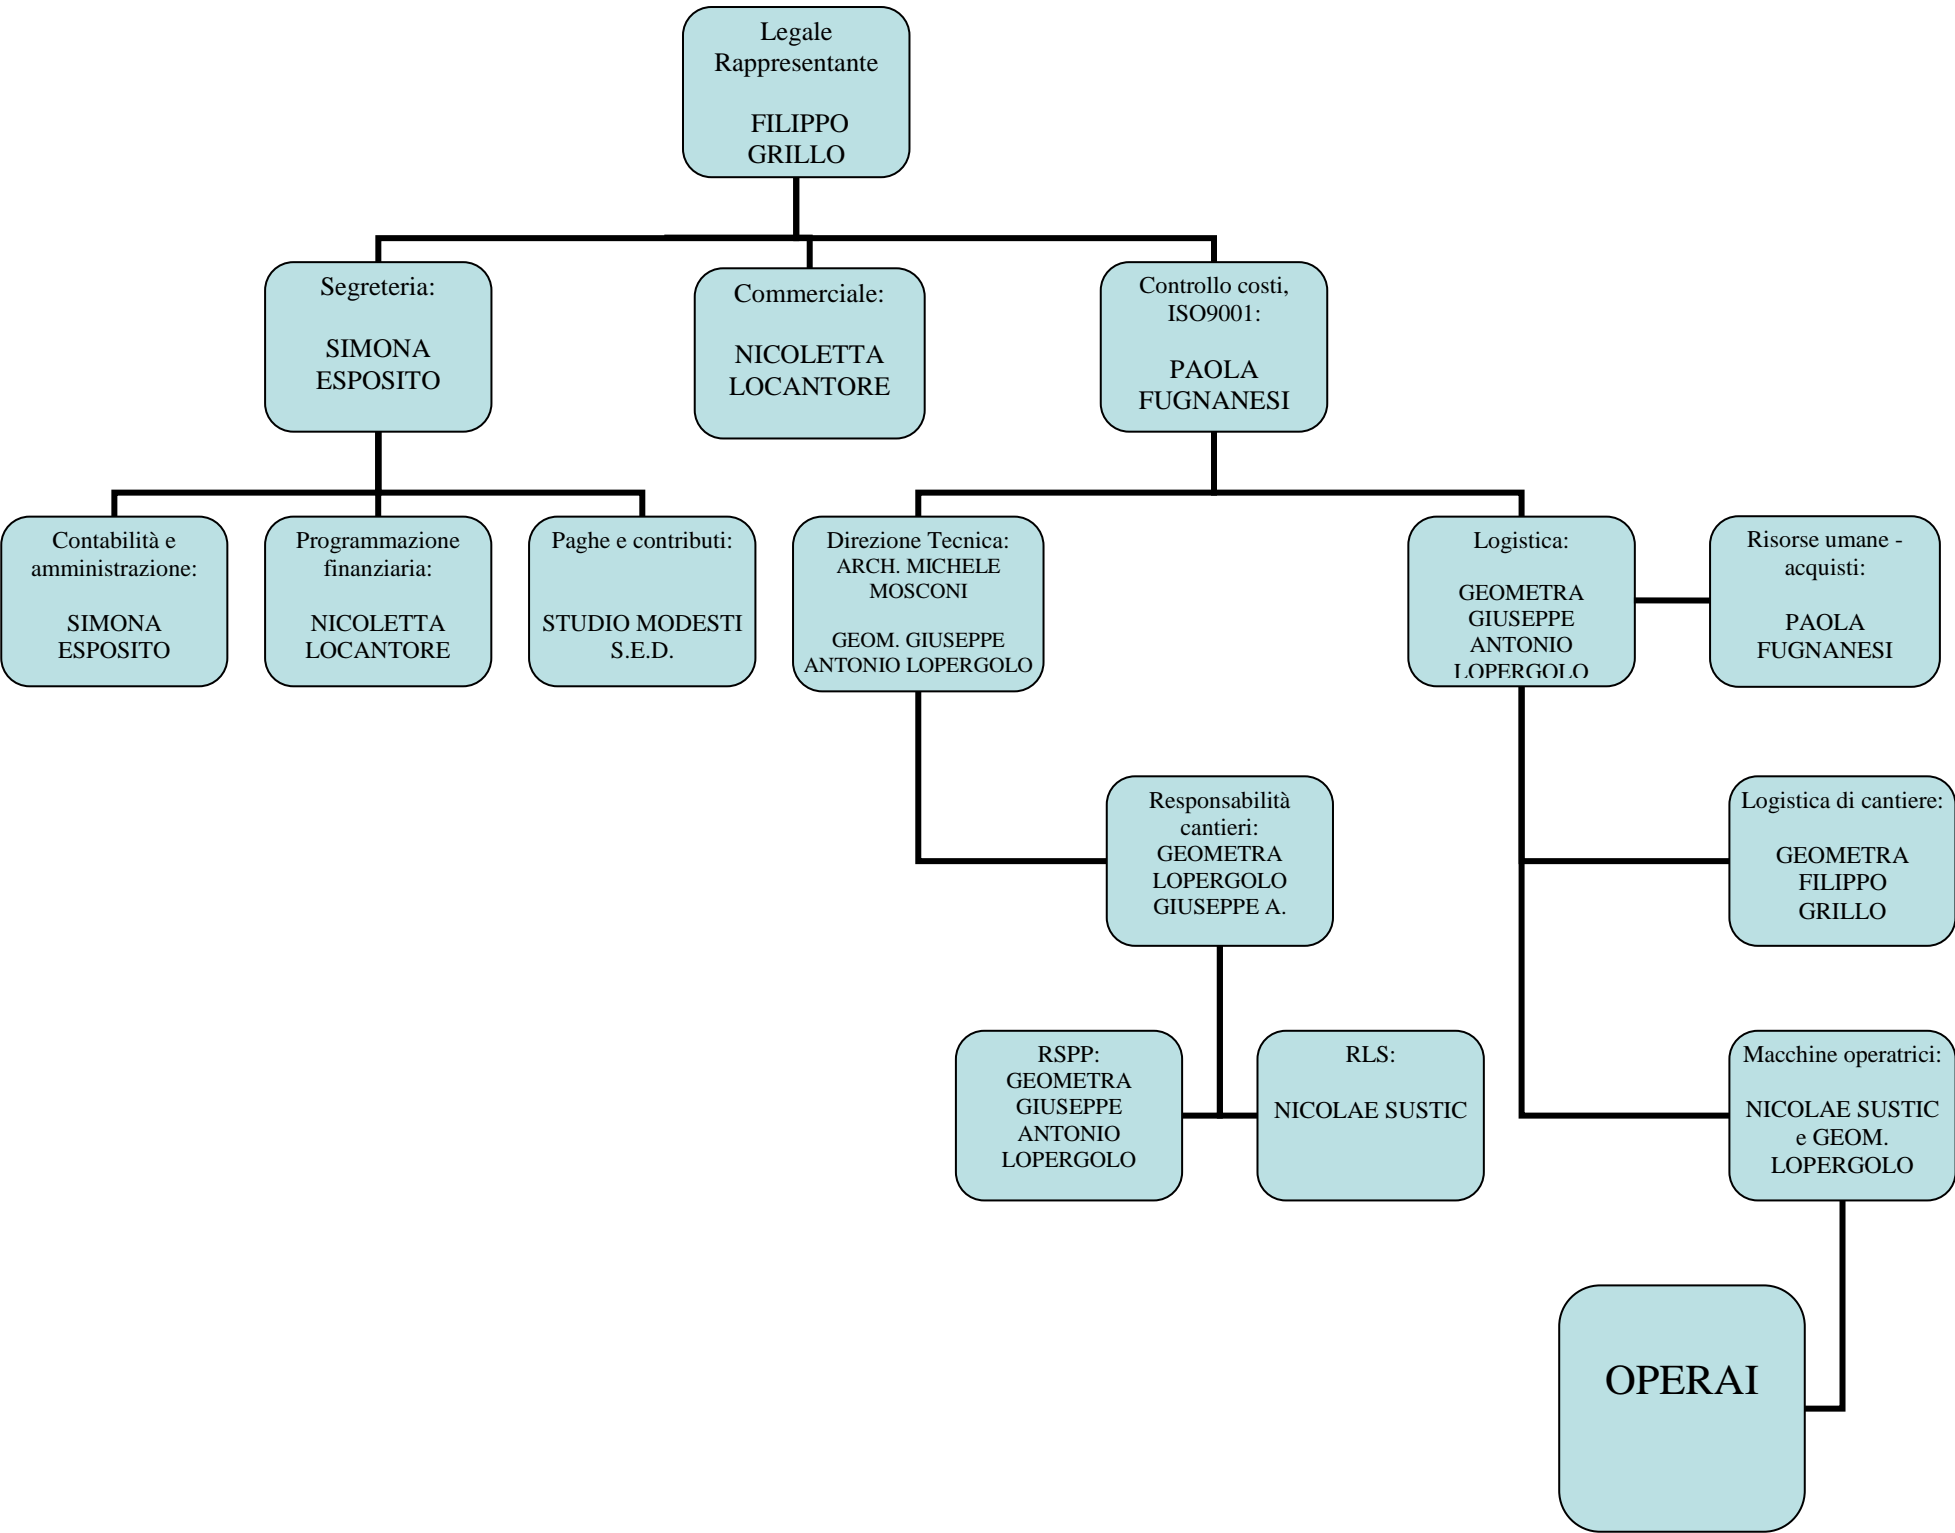 Legale
Rappresentante
FILIPPO
GRILLO
Segreteria:
SIMONA
ESPOSITO
Commerciale:
NICOLETTA
LOCANTORE
Controllo costi,
ISO9001:
PAOLA
FUGNANESI
Contabilità e
amministrazione:
SIMONA
ESPOSITO
Programmazione
finanziaria:
NICOLETTA
LOCANTORE
Paghe e contributi:
STUDIO MODESTI
S.E.D.
Direzione Tecnica:
ARCH. MICHELE
MOSCONI
GEOM. GIUSEPPE
ANTONIO LOPERGOLO
Logistica:
GEOMETRA
GIUSEPPE
ANTONIO
LOPERGOLO
Risorse umane -
acquisti:
PAOLA
FUGNANESI
Responsabilità
cantieri:
GEOMETRA
LOPERGOLO
GIUSEPPE A.
Logistica di cantiere:
GEOMETRA
FILIPPO
GRILLO
RSPP:
GEOMETRA
GIUSEPPE
ANTONIO
LOPERGOLO
RLS:
NICOLAE SUSTIC
Macchine operatrici:
NICOLAE SUSTIC
e GEOM.
LOPERGOLO
OPERAI